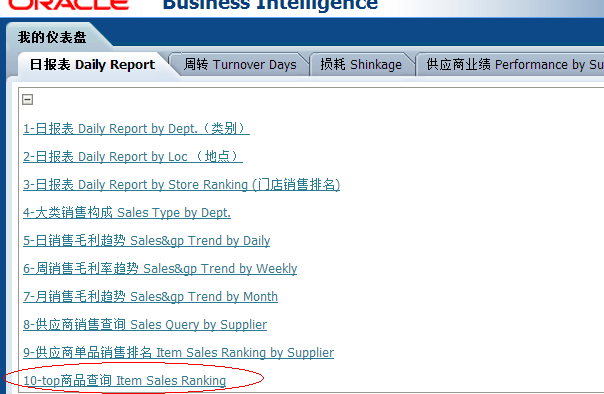 ORACLE Business Intelligence
我的仪表盘
日报表 Daily Report 周转 Turnover Days 损耗 Shinkage 供应商业绩 Performance by Su
1-日报表 Daily Report by Dept.（类别）
2-日报表 Daily Report by Loc （地点）
3-日报表 Daily Report by Store Ranking (门店销售排名)
4-大类销售构成 Sales Type by Dept.
5-日销售毛利趋势 Sales&gp Trend by Daily
6-周销售毛利率趋势 Sales&gp Trend by Weekly
7-月销售毛利趋势 Sales&gp Trend by Month
8-供应商销售查询 Sales Query by Supplier
9-供应商单品销售排名 Item Sales Ranking by Supplier
10-top商品查询 Item Sales Ranking